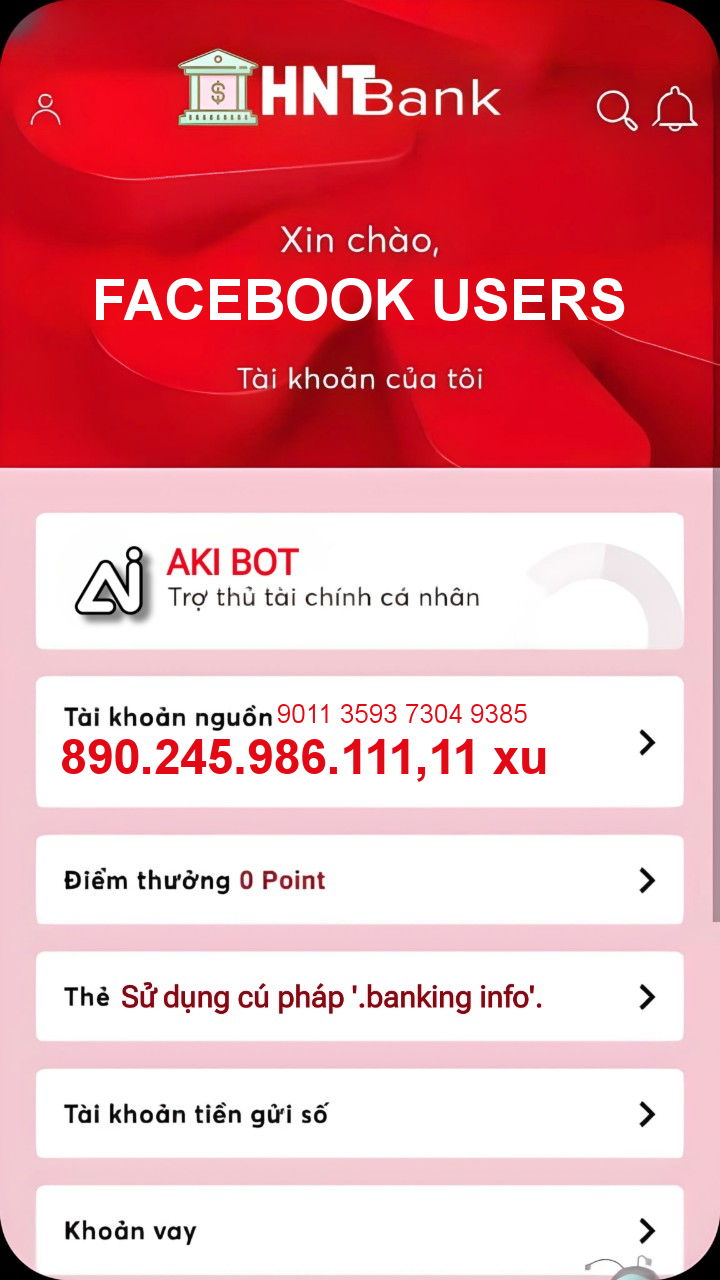 HNTBank
Xin chào,
FACEBOOK USERS
Tài khoản của tôi
AKI BOT
Trợ thủ tài chính cá nhân
Tài khoản nguồn 9011 3593 7304 9385
890.245.986.111,11 xu
Điểm thưởng 0 Point
Thẻ Sử dụng cú pháp '.banking info'.
Tài khoản tiền gửi số
Khoản vay